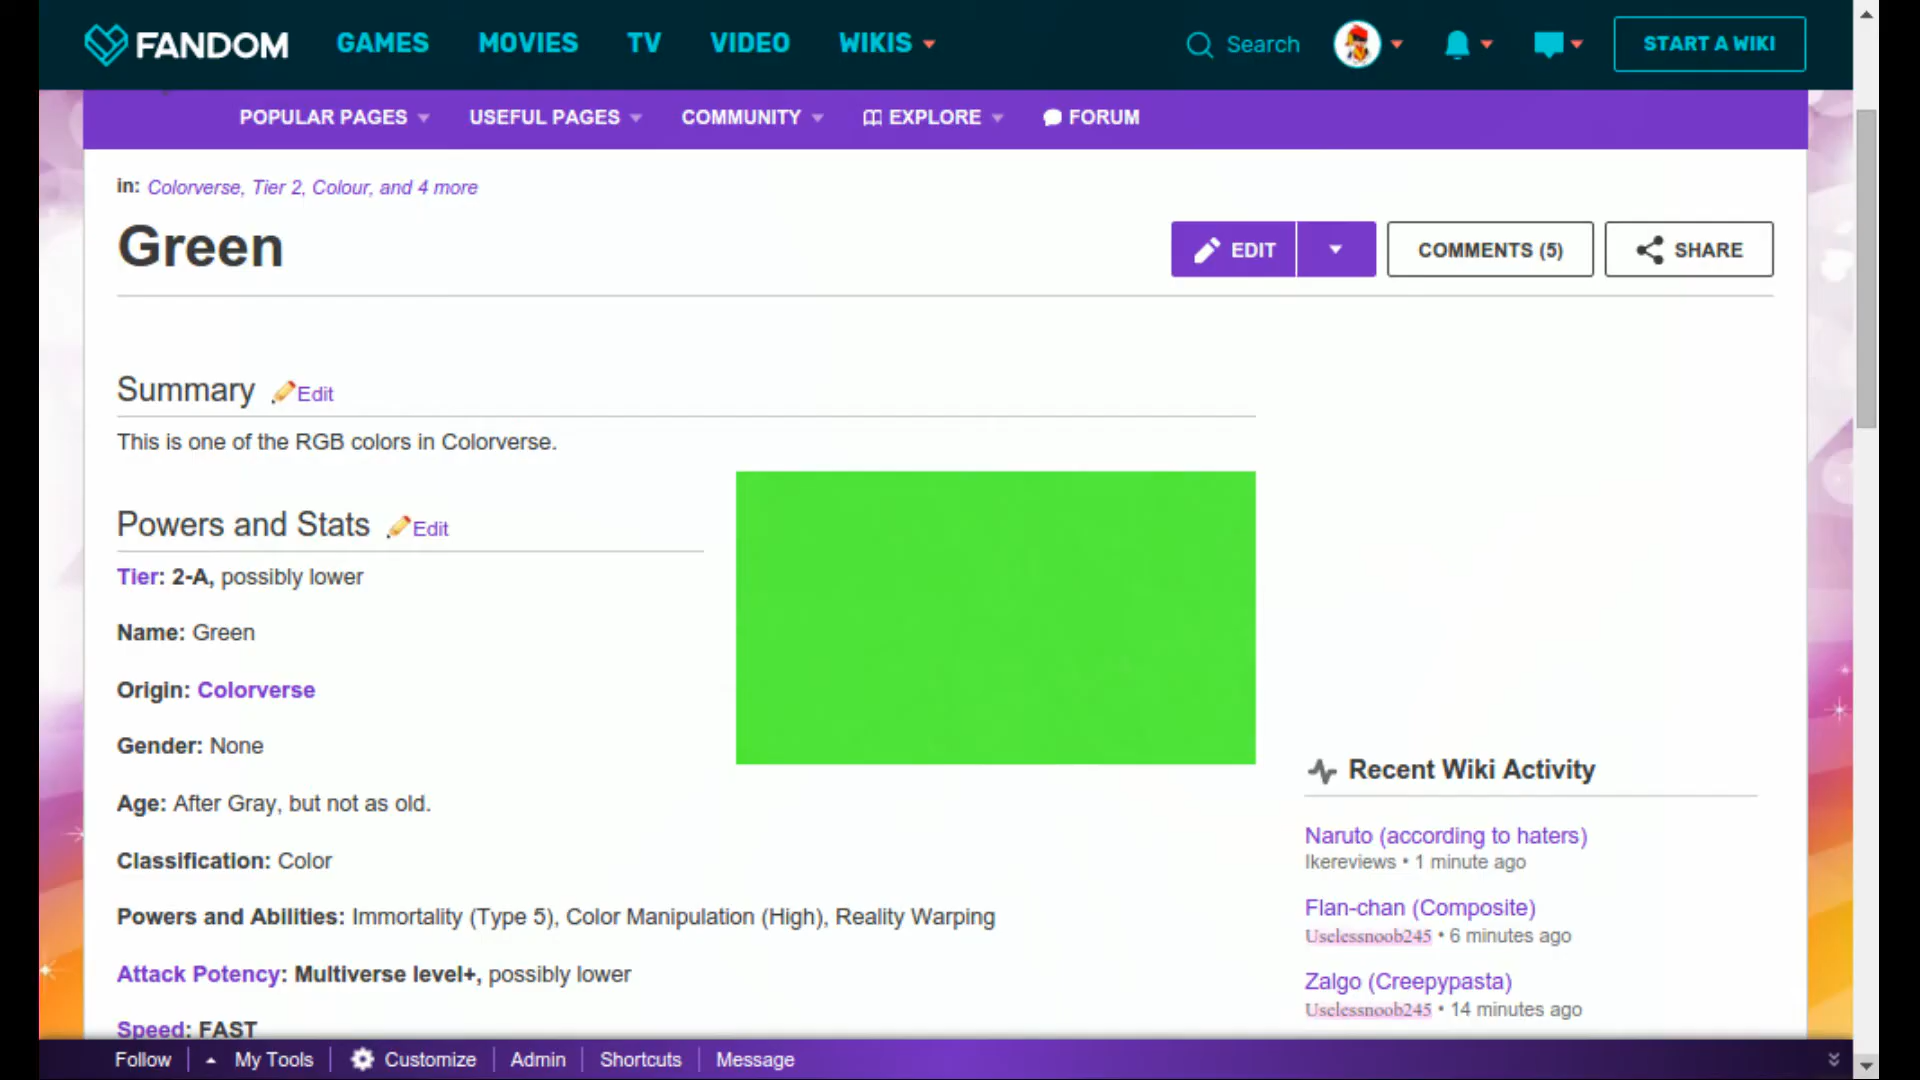 FANDOM GAMES MOVIES TV VIDEO WIKIS Search START A WIKI
POPULAR PAGES USEFUL PAGES COMMUNITY EXPLORE FORUM
in: Colorverse, Tier 2, Colour, and 4 more
Green
EDIT COMMENTS (5) SHARE
Summary Edit
This is one of the RGB colors in Colorverse.
Powers and Stats Edit
Tier: 2-A, possibly lower
Name: Green
Origin: Colorverse
Gender: None
Age: After Gray, but not as old.
Classification: Color
Powers and Abilities: Immortality (Type 5), Color Manipulation (High), Reality Warping
Attack Potency: Multiverse level+, possibly lower
Speed: FAST
Recent Wiki Activity
Naruto (according to haters)
Ikereviews • 1 minute ago
Flan-chan (Composite)
Uselessnoob245 • 6 minutes ago
Zalgo (Creepypasta)
Uselessnoob245 • 14 minutes ago
Follow My Tools Customize Admin Shortcuts Message